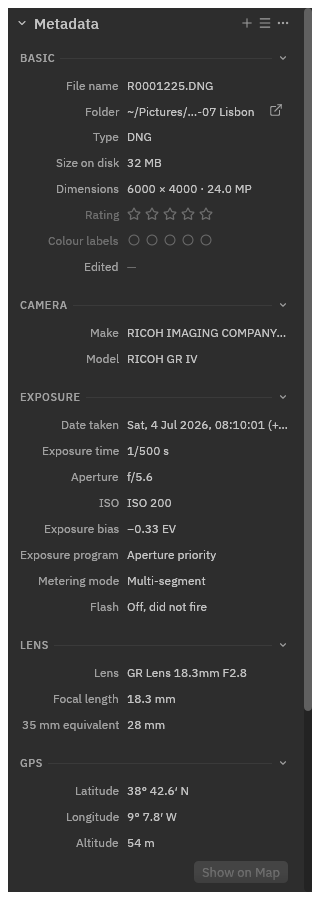 Metadata
BASIC
File name R0001225.DNG
Folder ~/Pictures/...-07 Lisbon
Type DNG
Size on disk 32 MB
Dimensions 6000 × 4000 · 24.0 MP
Rating
Colour labels
Edited —
CAMERA
Make RICOH IMAGING COMPANY...
Model RICOH GR IV
EXPOSURE
Date taken Sat, 4 Jul 2026, 08:10:01 (+...
Exposure time 1/500 s
Aperture f/5.6
ISO ISO 200
Exposure bias −0.33 EV
Exposure program Aperture priority
Metering mode Multi-segment
Flash Off, did not fire
LENS
Lens GR Lens 18.3mm F2.8
Focal length 18.3 mm
35 mm equivalent 28 mm
GPS
Latitude 38° 42.6′ N
Longitude 9° 7.8′ W
Altitude 54 m
Show on Map